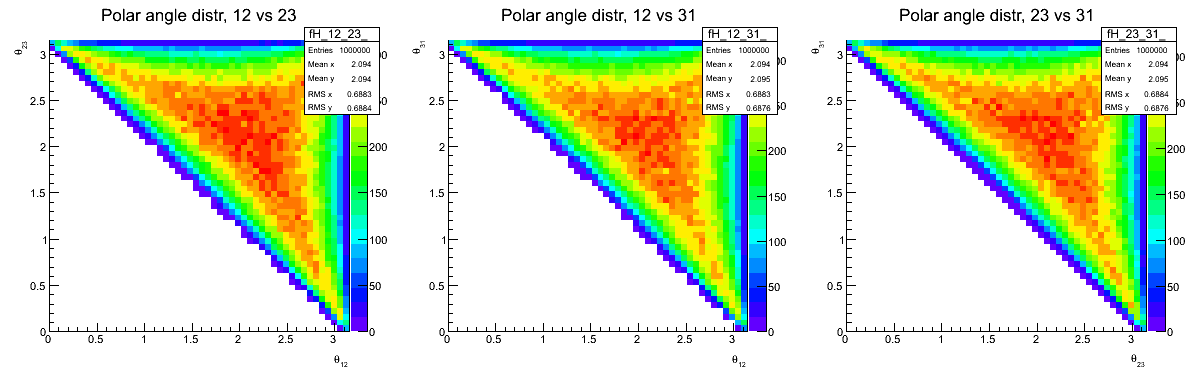 Polar angle distr, 12 vs 23
θ23
fH_12_23_
Entries 1000000
Mean x 2.094
Mean y 2.094
RMS x 0.6883
RMS y 0.6884
3
2.5
2
1.5
1
0.5
0
0 0.5 1 1.5 2 2.5 3
θ12
200
150
100
50
0
Polar angle distr, 12 vs 31
θ31
fH_12_31_
Entries 1000000
Mean x 2.094
Mean y 2.095
RMS x 0.6883
RMS y 0.6876
3
2.5
2
1.5
1
0.5
0
0 0.5 1 1.5 2 2.5 3
θ12
200
150
100
50
0
Polar angle distr, 23 vs 31
θ31
fH_23_31_
Entries 1000000
Mean x 2.094
Mean y 2.095
RMS x 0.6884
RMS y 0.6876
3
2.5
2
1.5
1
0.5
0
0 0.5 1 1.5 2 2.5 3
θ23
200
150
100
50
0